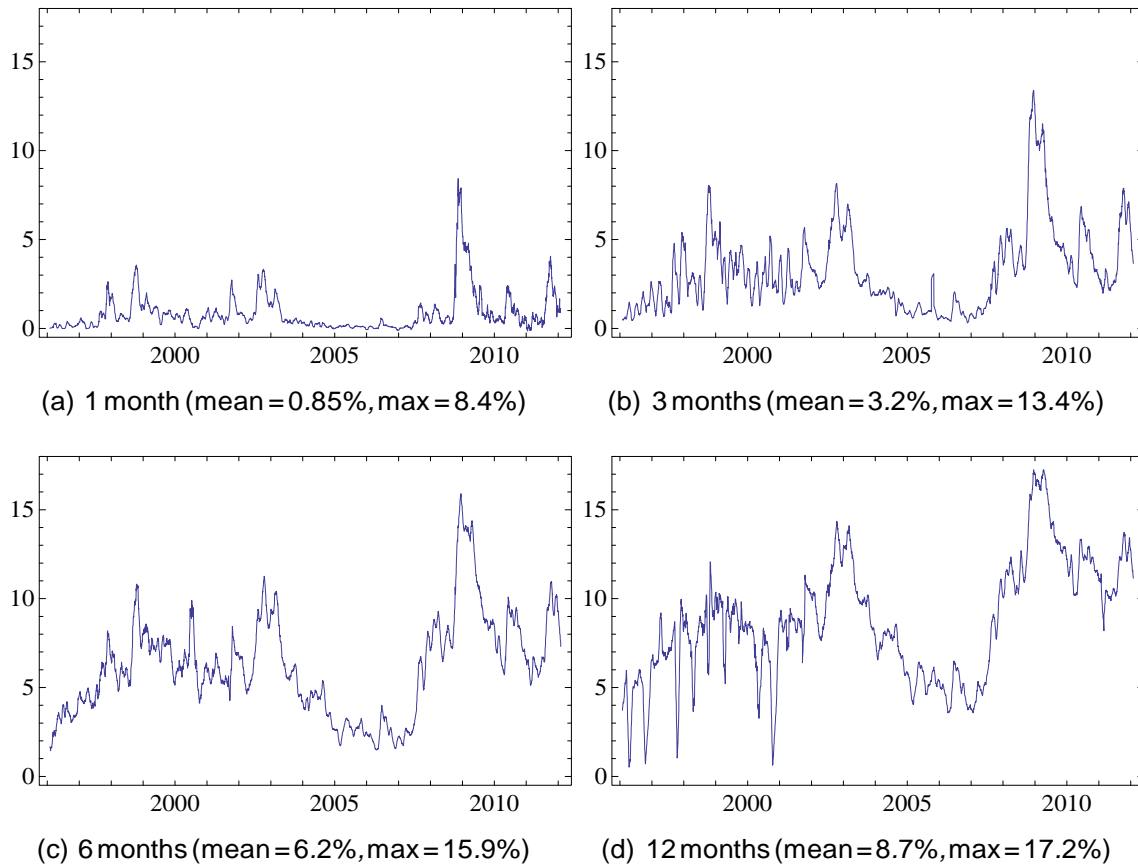 15
10
5
0
2000 2005 2010
(a) 1 month (mean=0.85%, max=8.4%)
15
10
5
0
2000 2005 2010
(b) 3 months (mean=3.2%, max=13.4%)
15
10
5
0
2000 2005 2010
(c) 6 months (mean=6.2%, max=15.9%)
15
10
5
0
2000 2005 2010
(d) 12 months (mean=8.7%, max=17.2%)